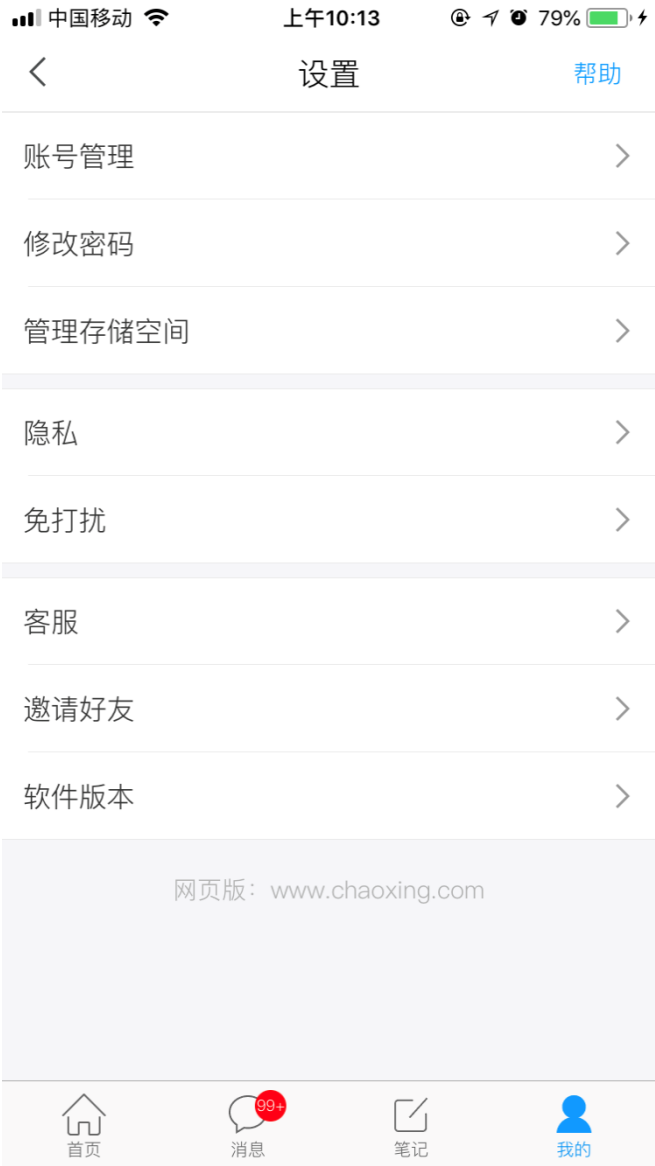 中国移动 上午10:13 79%
设置 帮助
账号管理
修改密码
管理存储空间
隐私
免打扰
客服
邀请好友
软件版本
网页版：www.chaoxing.com
99+
首页 消息 笔记 我的